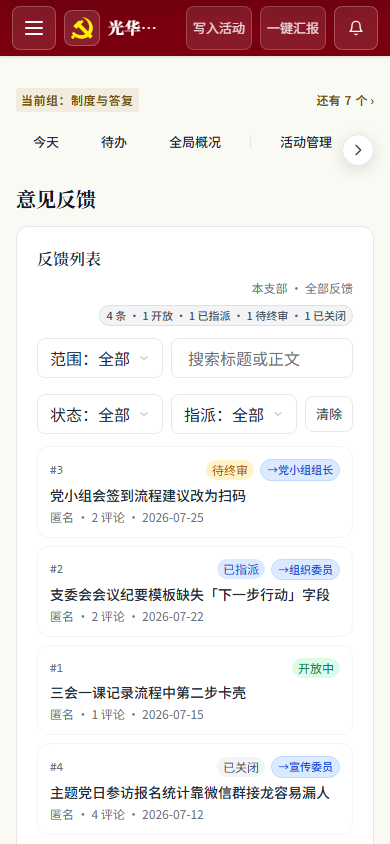 光华…
写入活动
一键汇报
当前组：制度与答复
还有 7 个 ›
今天
待办
全局概况
活动管理
意见反馈
反馈列表
本支部 · 全部反馈
4 条 · 1 开放 · 1 已指派 · 1 待终审 · 1 已关闭
范围：全部
搜索标题或正文
状态：全部
指派：全部
清除
#3
待终审
→党小组组长
党小组会签到流程建议改为扫码
匿名 · 2 评论 · 2026-07-25
#2
已指派
→组织委员
支委会会议纪要模板缺失「下一步行动」字段
匿名 · 2 评论 · 2026-07-22
#1
开放中
三会一课记录流程中第二步卡壳
匿名 · 1 评论 · 2026-07-15
#4
已关闭
→宣传委员
主题党日参访报名统计靠微信群接龙容易漏人
匿名 · 4 评论 · 2026-07-12